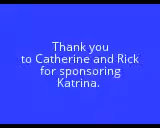 Thank you
to Catherine and Rick
for sponsoring
Katrina.